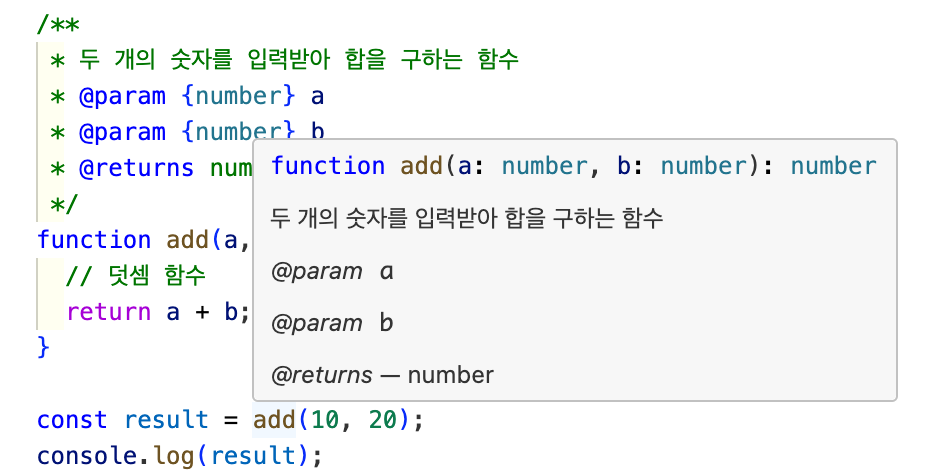 /**
* 두 개의 숫자를 입력받아 합을 구하는 함수
* @param {number} a
* @param {number} b
* @returns num
*/
function add(a,
// 덧셈 함수
return a + b;
}
function add(a: number, b: number): number
두 개의 숫자를 입력받아 합을 구하는 함수
@param a
@param b
@returns — number
const result = add(10, 20);
console.log(result);